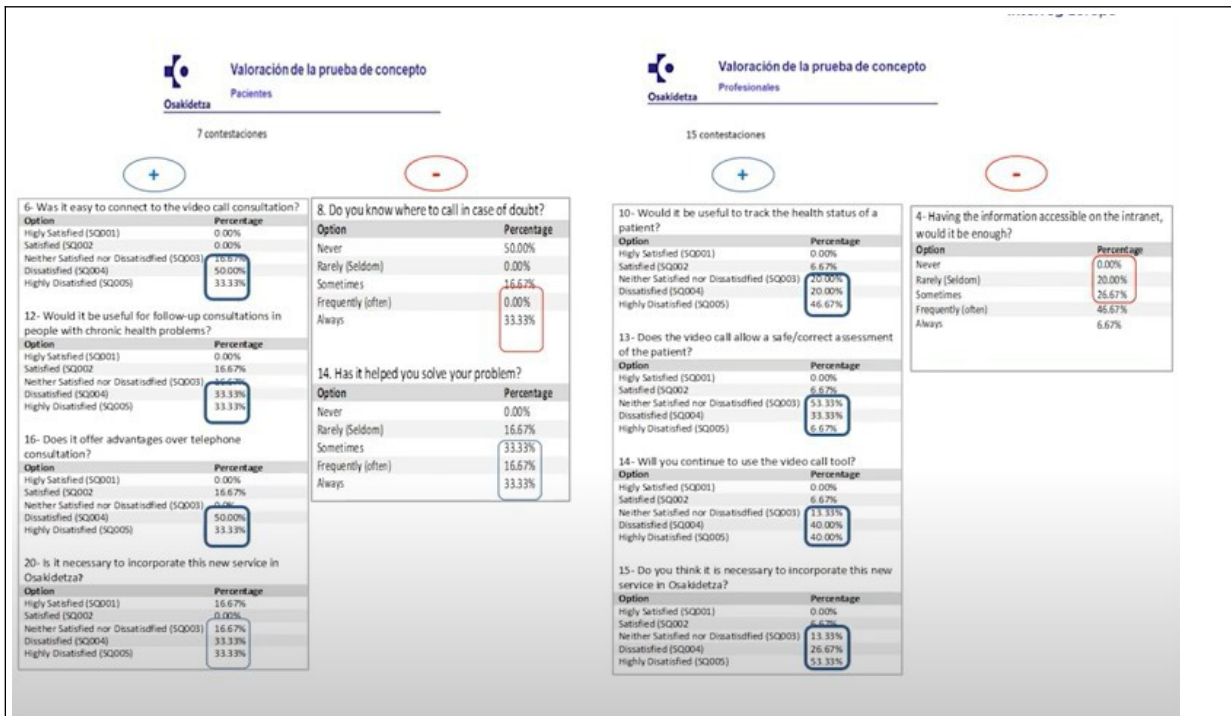 Valoración de la prueba de concepto
Pacientes
Osakidetza
7 contestaciones
+
-
6- Was it easy to connect to the video call consultation?
Option Percentage
Higly Satisfied (SQ001) 0.00%
Satisfied (SQ002 0.00%
Neither Satisfied nor Dissatisdfied (SQ003) 16.67%
Dissatisfied (SQ004) 50.00%
Highly Disatisfied (SQ005) 33.33%
12- Would it be useful for follow-up consultations in
people with chronic health problems?
Option Percentage
Higly Satisfied (SQ001) 0.00%
Satisfied (SQ002 16.67%
Neither Satisfied nor Dissatisdfied (SQ003) 16.67%
Dissatisfied (SQ004) 33.33%
Highly Disatisfied (SQ005) 33.33%
16- Does it offer advantages over telephone
consultation?
Option Percentage
Higly Satisfied (SQ001) 0.00%
Satisfied (SQ002 16.67%
Neither Satisfied nor Dissatisdfied (SQ003)
Dissatisfied (SQ004) 50.00%
Highly Disatisfied (SQ005) 33.33%
20- Is it necessary to incorporate this new service in
Osakidetza?
Option Percentage
Higly Satisfied (SQ001) 16.67%
Satisfied (SQ002 0.00%
Neither Satisfied nor Dissatisdfied (SQ003) 16.67%
Dissatisfied (SQ004) 33.33%
Highly Disatisfied (SQ005) 33.33%
8. Do you know where to call in case of doubt?
Option Percentage
Never 50.00%
Rarely (Seldom) 0.00%
Sometimes 16.67%
Frequently (often) 0.00%
Always 33.33%
14. Has it helped you solve your problem?
Option Percentage
Never 0.00%
Rarely (Seldom) 16.67%
Sometimes 33.33%
Frequently (often) 16.67%
Always 33.33%
Valoración de la prueba de concepto
Profesionales
Osakidetza
15 contestaciones
+
-
10- Would it be useful to track the health status of a
patient?
Option Percentage
Higly Satisfied (SQ001) 0.00%
Satisfied (SQ002 6.67%
Neither Satisfied nor Dissatisdfied (SQ003) 20.00%
Dissatisfied (SQ004) 20.00%
Highly Disatisfied (SQ005) 46.67%
13- Does the video call allow a safe/correct assessment
of the patient?
Option Percentage
Higly Satisfied (SQ001) 0.00%
Satisfied (SQ002 6.67%
Neither Satisfied nor Dissatisdfied (SQ003) 53.33%
Dissatisfied (SQ004) 33.33%
Highly Disatisfied (SQ005) 6.67%
14- Will you continue to use the video call tool?
Option Percentage
Higly Satisfied (SQ001) 0.00%
Satisfied (SQ002 6.67%
Neither Satisfied nor Dissatisdfied (SQ003) 13.33%
Dissatisfied (SQ004) 40.00%
Highly Disatisfied (SQ005) 40.00%
15- Do you think it is necessary to incorporate this new
service in Osakidetza?
Option Percentage
Higly Satisfied (SQ001) 0.00%
Satisfied (SQ002 6.67%
Neither Satisfied nor Dissatisdfied (SQ003) 13.33%
Dissatisfied (SQ004) 26.67%
Highly Disatisfied (SQ005) 53.33%
4- Having the information accessible on the intranet,
would it be enough?
Option Percentage
Never 0.00%
Rarely (Seldom) 20.00%
Sometimes 26.67%
Frequently (often) 46.67%
Always 6.67%